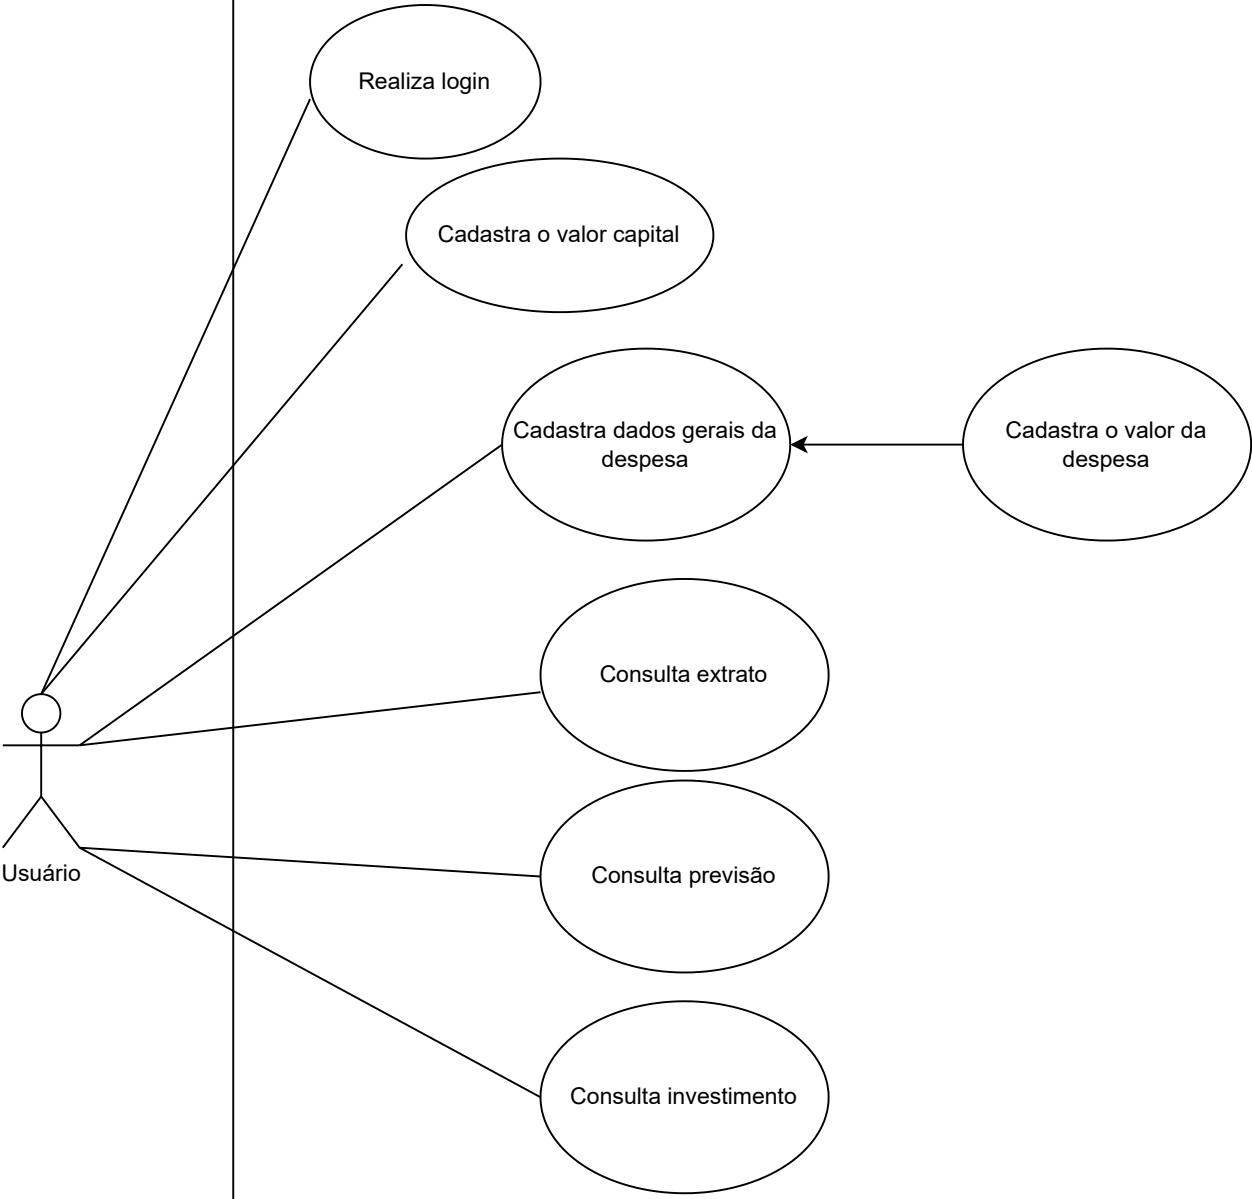 Realiza login
Cadastra o valor capital
Cadastra dados gerais da
despesa
Cadastra o valor da
despesa
Consulta extrato
Usuário
Consulta previsão
Consulta investimento